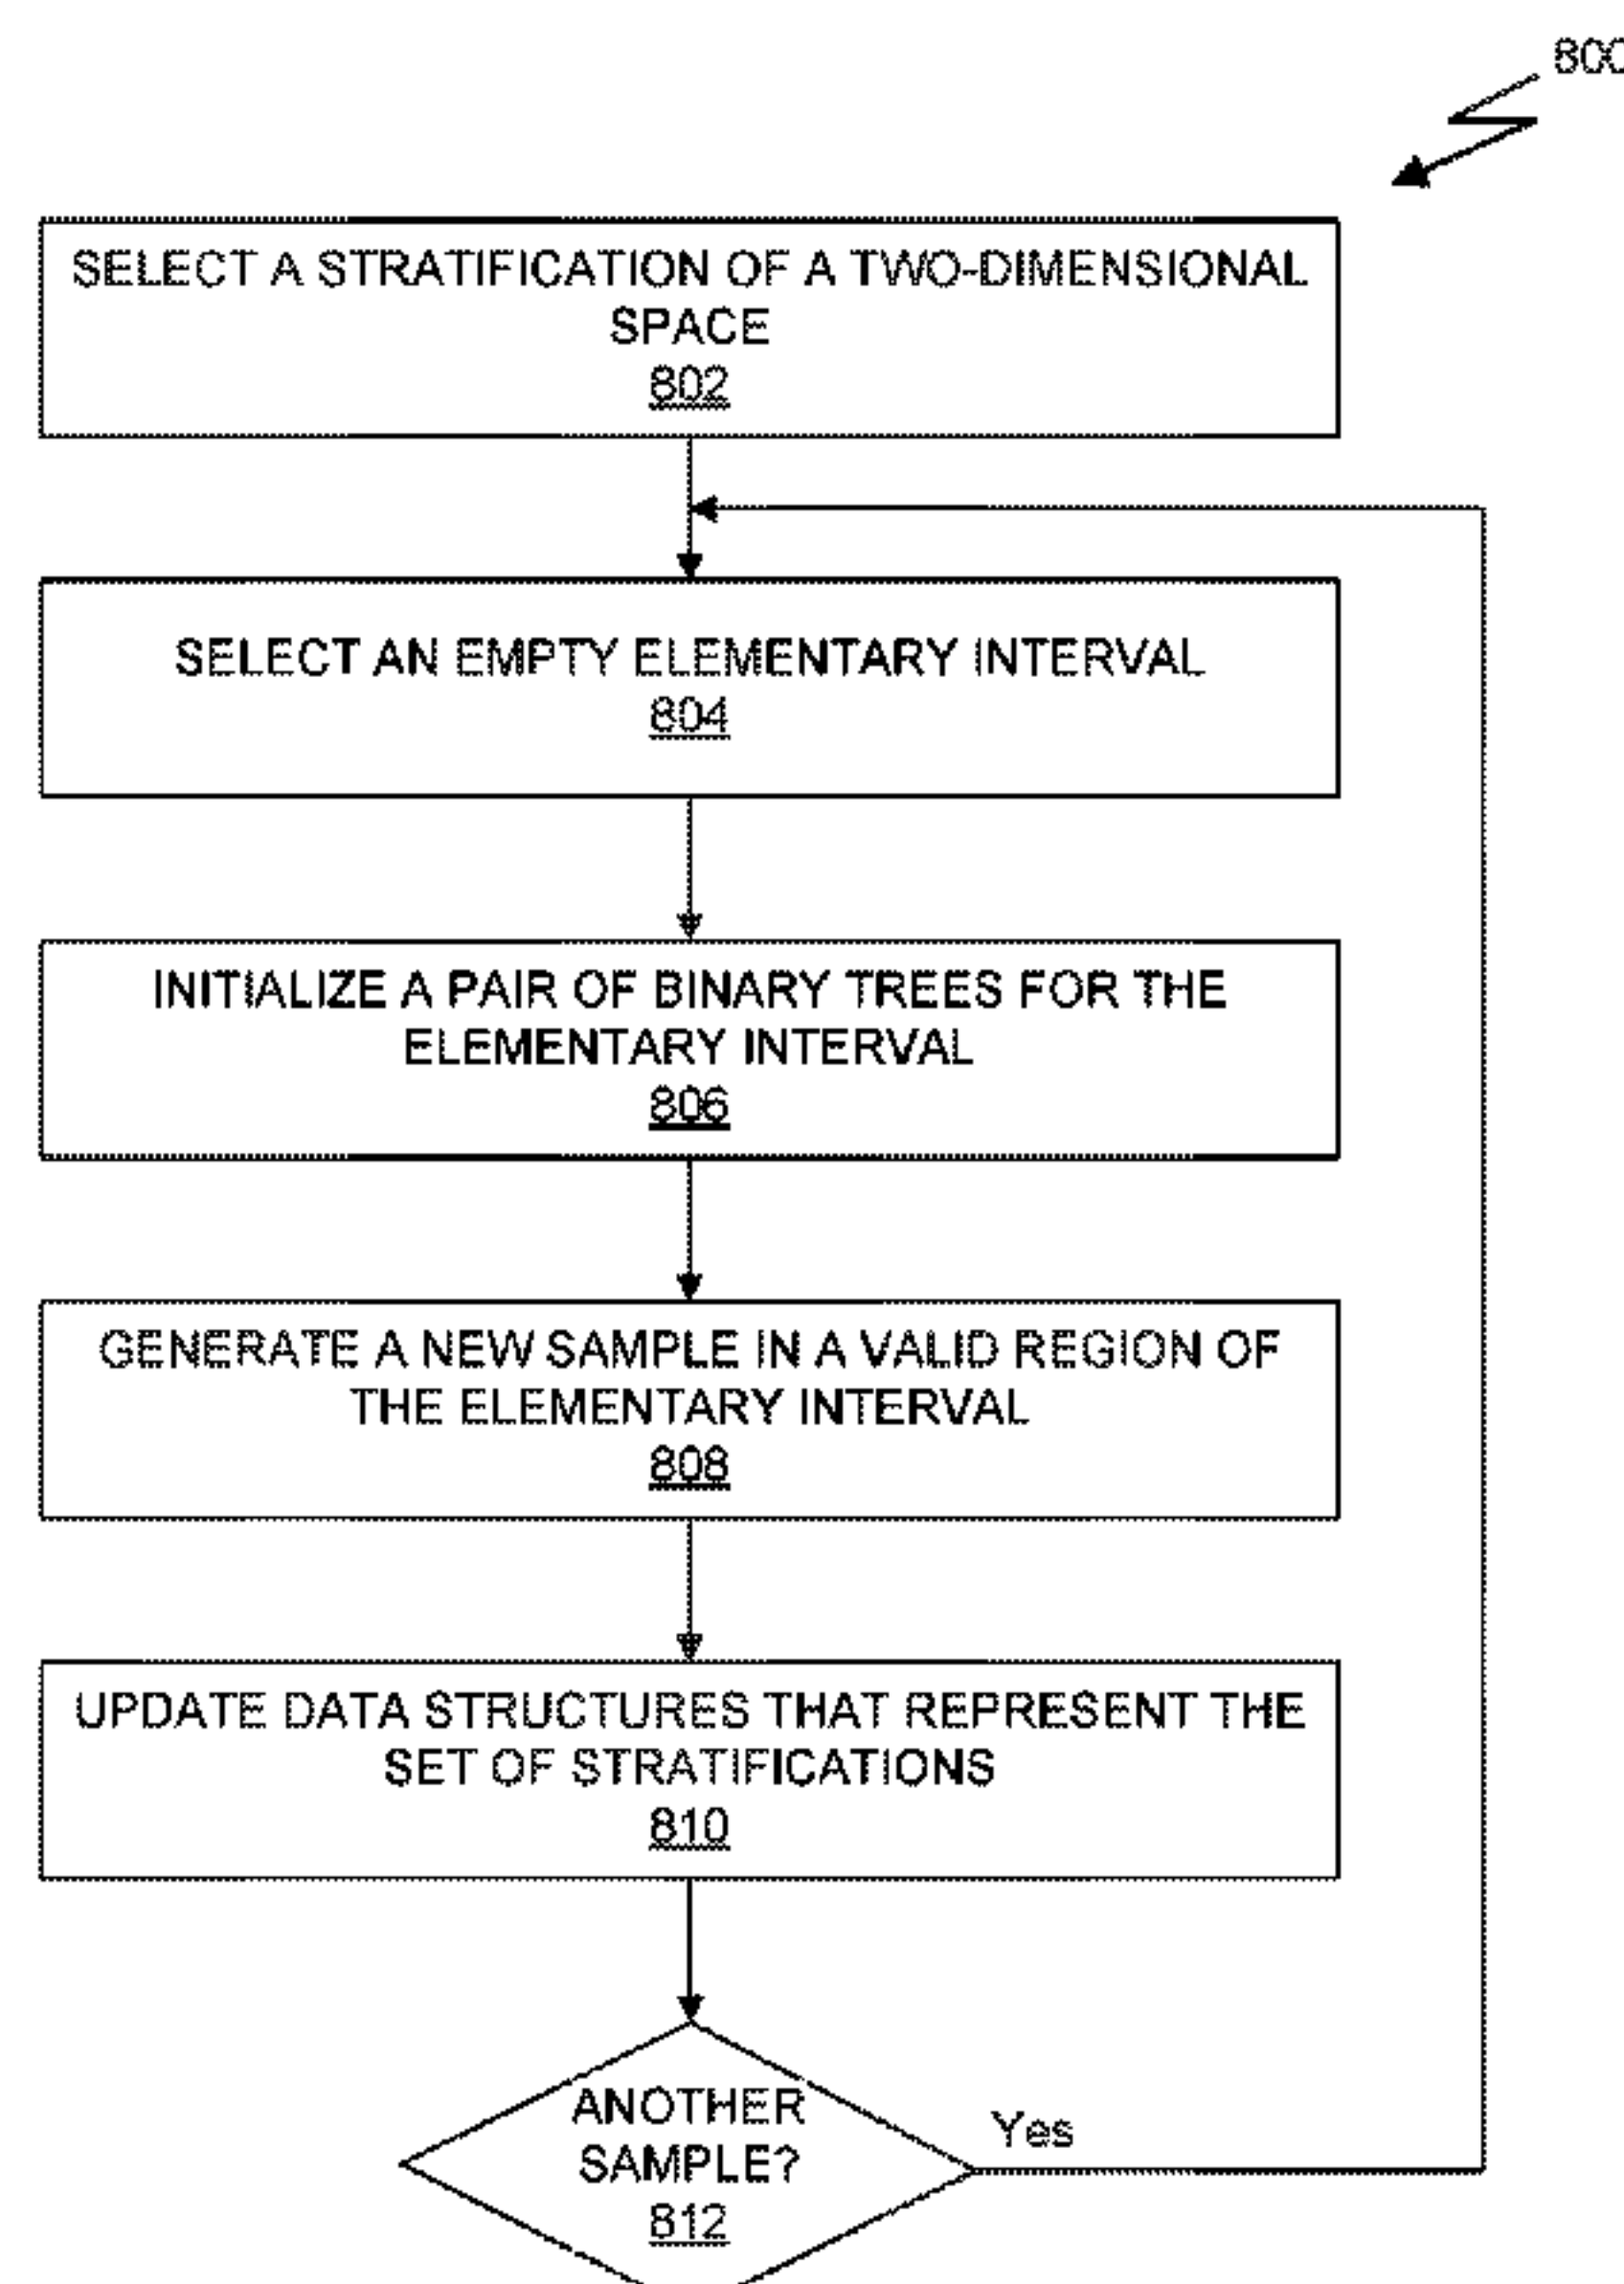 800
SELECT A STRATIFICATION OF A TWO-DIMENSIONAL
SPACE
802
SELECT AN EMPTY ELEMENTARY INTERVAL
804
INITIALIZE A PAIR OF BINARY TREES FOR THE
ELEMENTARY INTERVAL
806
GENERATE A NEW SAMPLE IN A VALID REGION OF
THE ELEMENTARY INTERVAL
808
UPDATE DATA STRUCTURES THAT REPRESENT THE
SET OF STRATIFICATIONS
810
ANOTHER
SAMPLE?
812
Yes